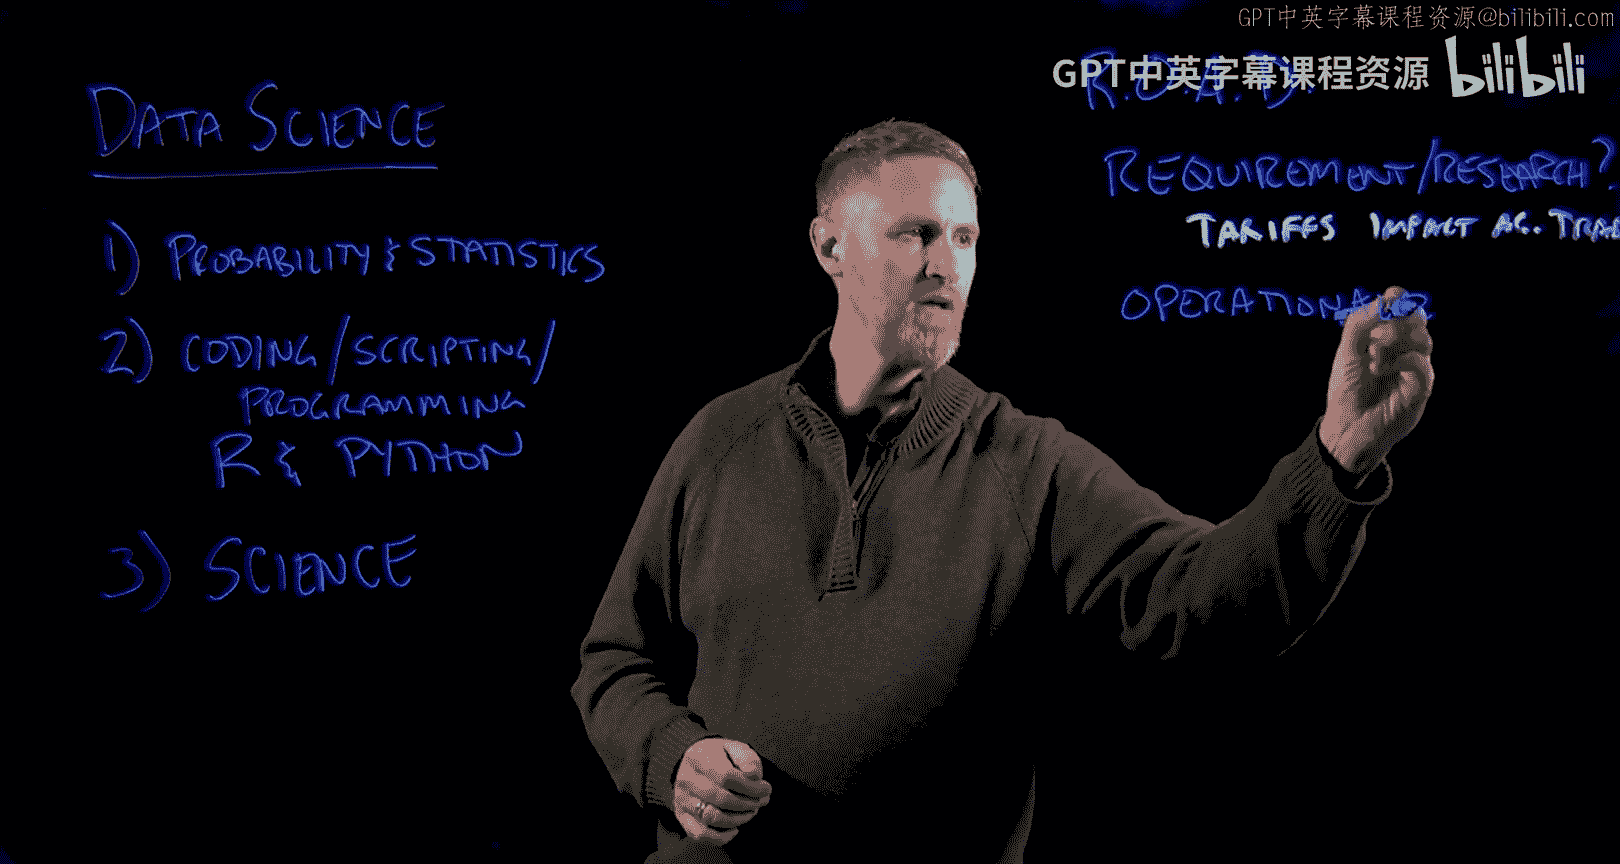 GPT中英字幕课程资源@bilibili.com
GPT中英字幕课程资源 bilibili
DATA SCIENCE
1) PROBABILITY & STATISTICS
2) CODING/SCRIPTING/
PROGRAMMING
R & PYTHON
3) SCIENCE
R.O.A.D.
REQUIREMENT/RESEARCH?
TARIFFS IMPACT AG. TRAD